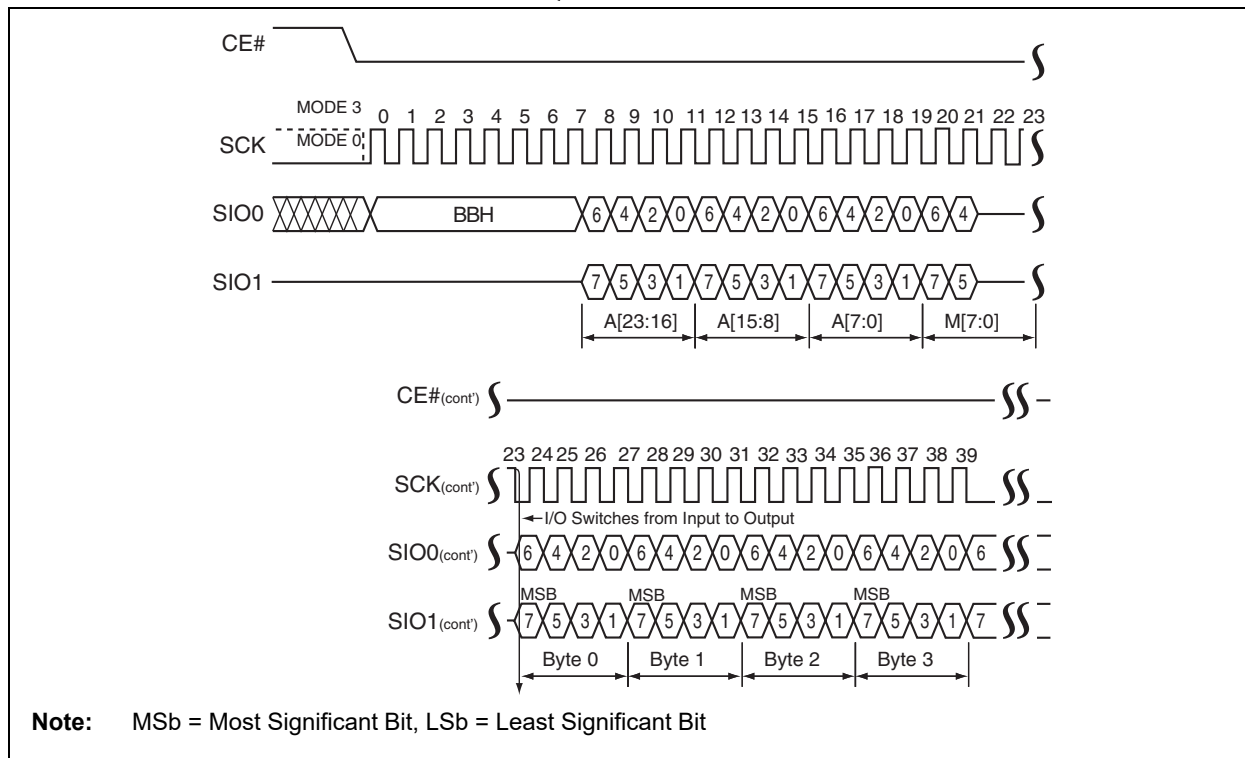 CE#
MODE 3
0 1 2 3 4 5 6 7 8 9 10 11 12 13 14 15 16 17 18 19 20 21 22 23
SCK
MODE 0
SIO0
BBH
6 4 2 0 6 4 2 0 6 4 2 0 6 4
SIO1
7 5 3 1 7 5 3 1 7 5 3 1 7 5
A[23:16] A[15:8] A[7:0] M[7:0]
CE#(cont')
23 24 25 26 27 28 29 30 31 32 33 34 35 36 37 38 39
SCK(cont')
I/O Switches from Input to Output
SIO0(cont')
6 4 2 0 6 4 2 0 6 4 2 0 6 4 2 0 6
MSB MSB MSB MSB
SIO1(cont')
7 5 3 1 7 5 3 1 7 5 3 1 7 5 3 1 7
Byte 0 Byte 1 Byte 2 Byte 3
Note: MSb = Most Significant Bit, LSb = Least Significant Bit